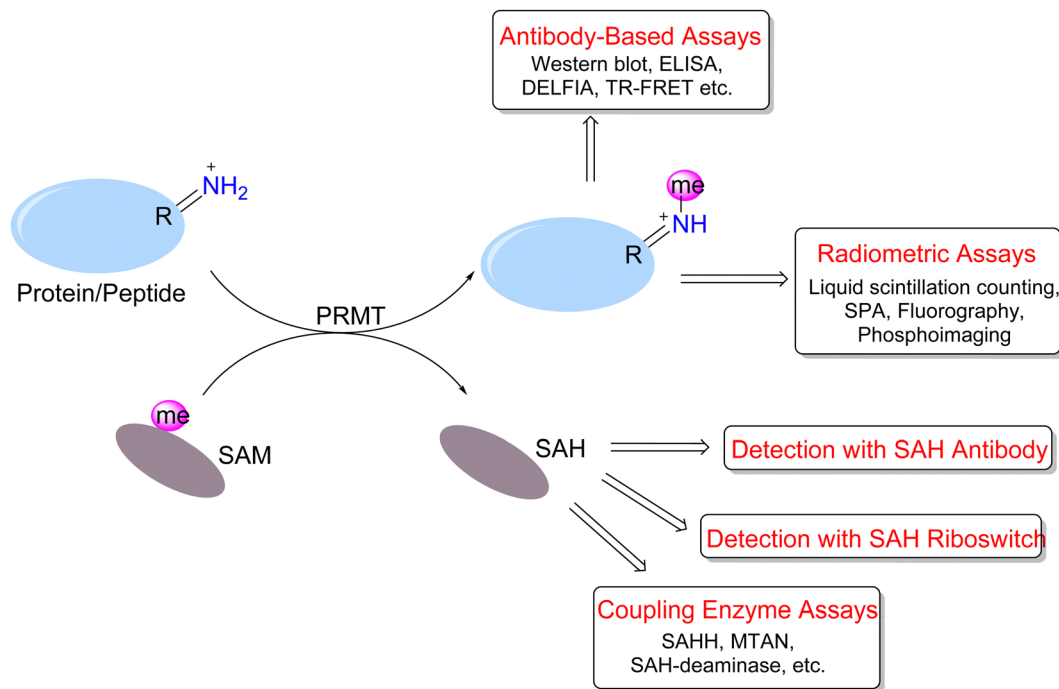 Antibody-Based Assays
Western blot, ELISA,
DELFIA, TR-FRET etc.
+
NH2
R
Protein/Peptide
me
+
NH
R
Radiometric Assays
Liquid scintillation counting,
SPA, Fluorography,
Phosphoimaging
PRMT
me
SAM
SAH
Detection with SAH Antibody
Detection with SAH Riboswitch
Coupling Enzyme Assays
SAHH, MTAN,
SAH-deaminase, etc.